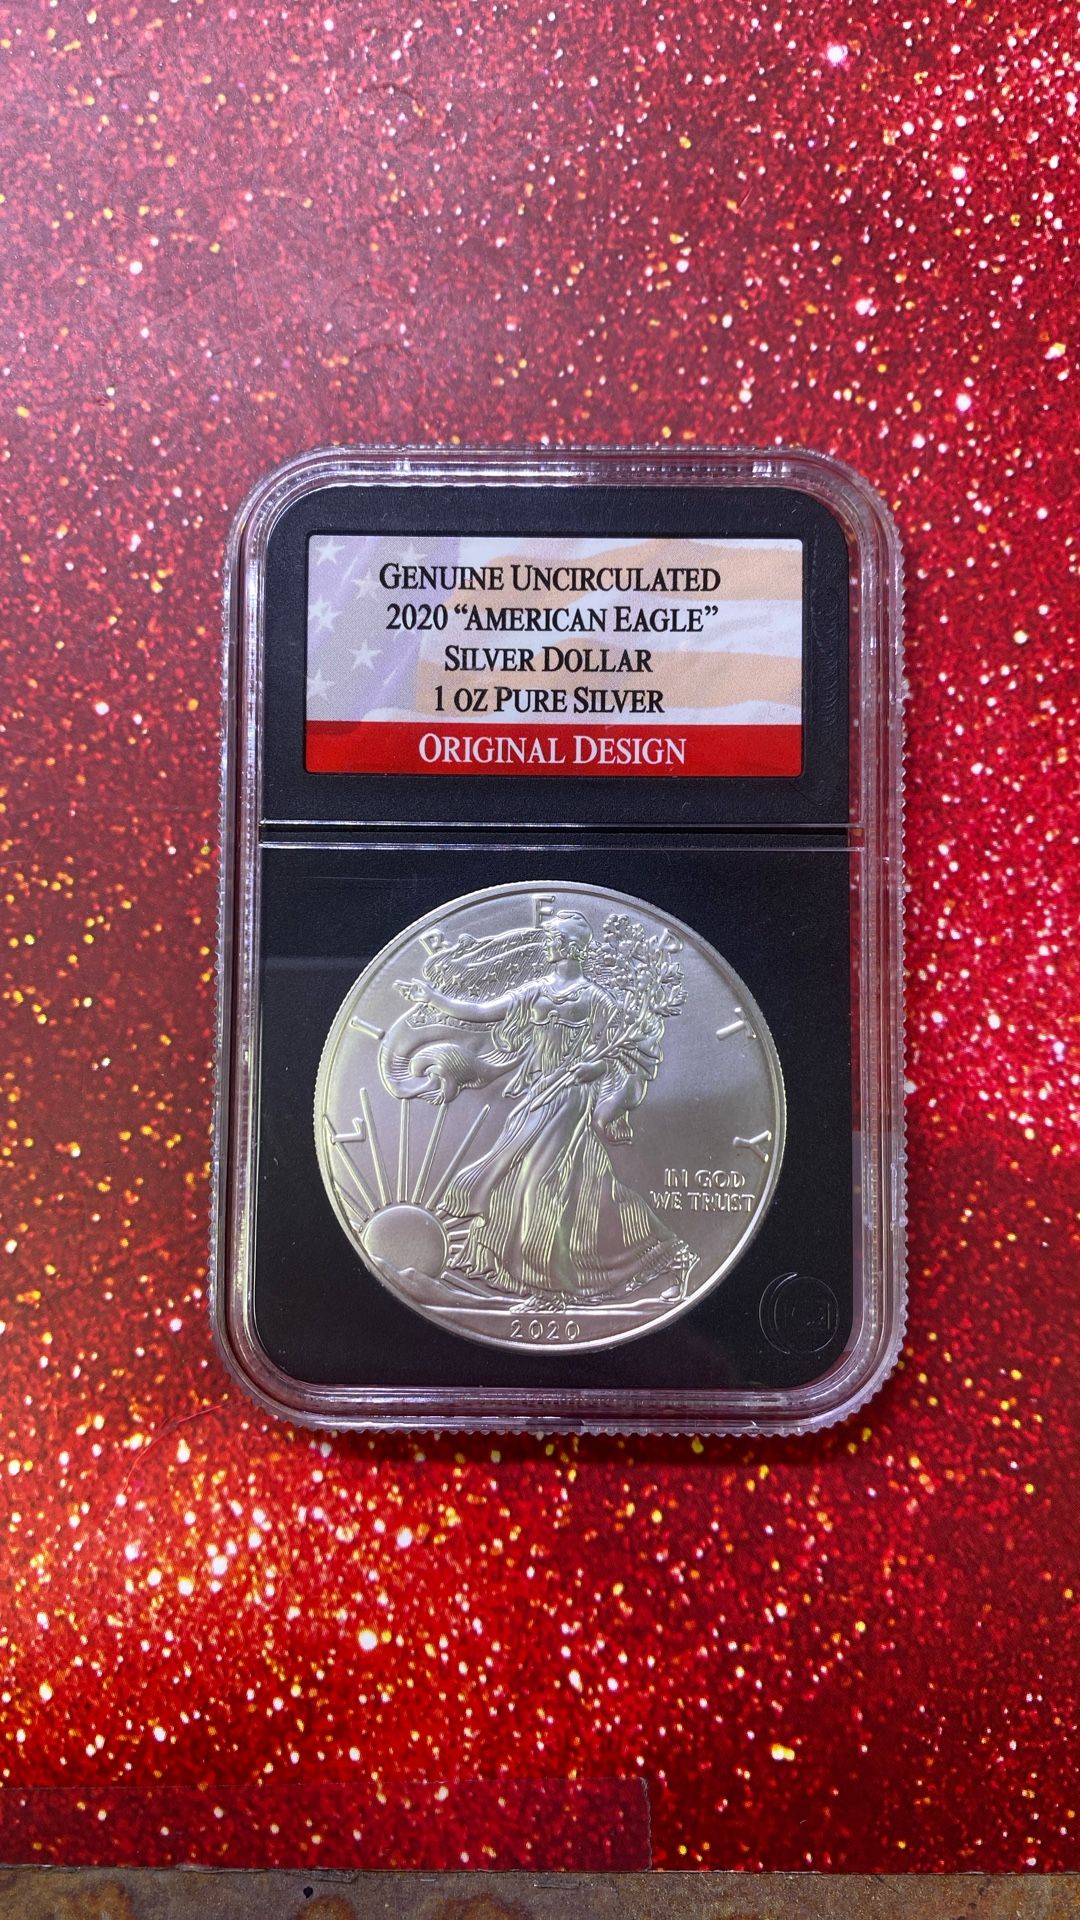 GENUINE UNCIRCULATED
2020 “AMERICAN EAGLE”
SILVER DOLLAR
1 OZ PURE SILVER
ORIGINAL DESIGN
LIBERTY
IN GOD
WE TRUST
2020